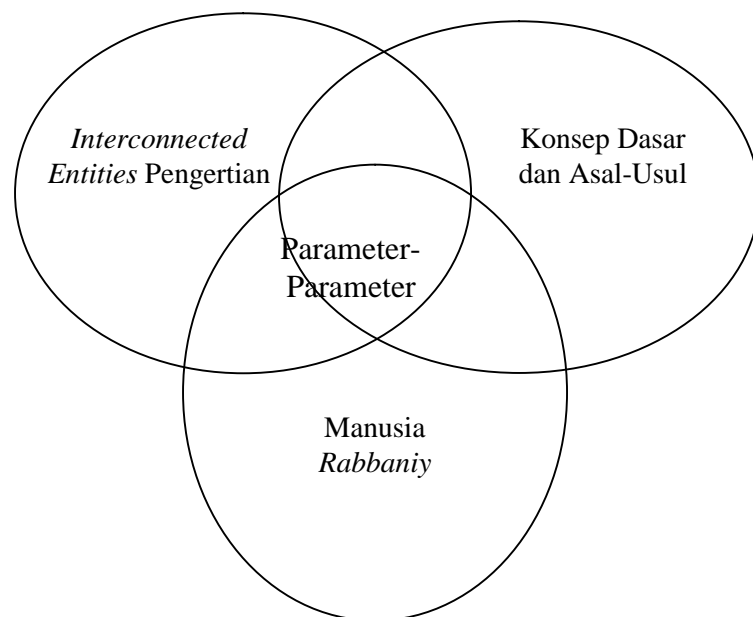 Interconnected
Entities Pengertian
Konsep Dasar
dan Asal-Usul
Parameter-
Parameter
Manusia
Rabbaniy